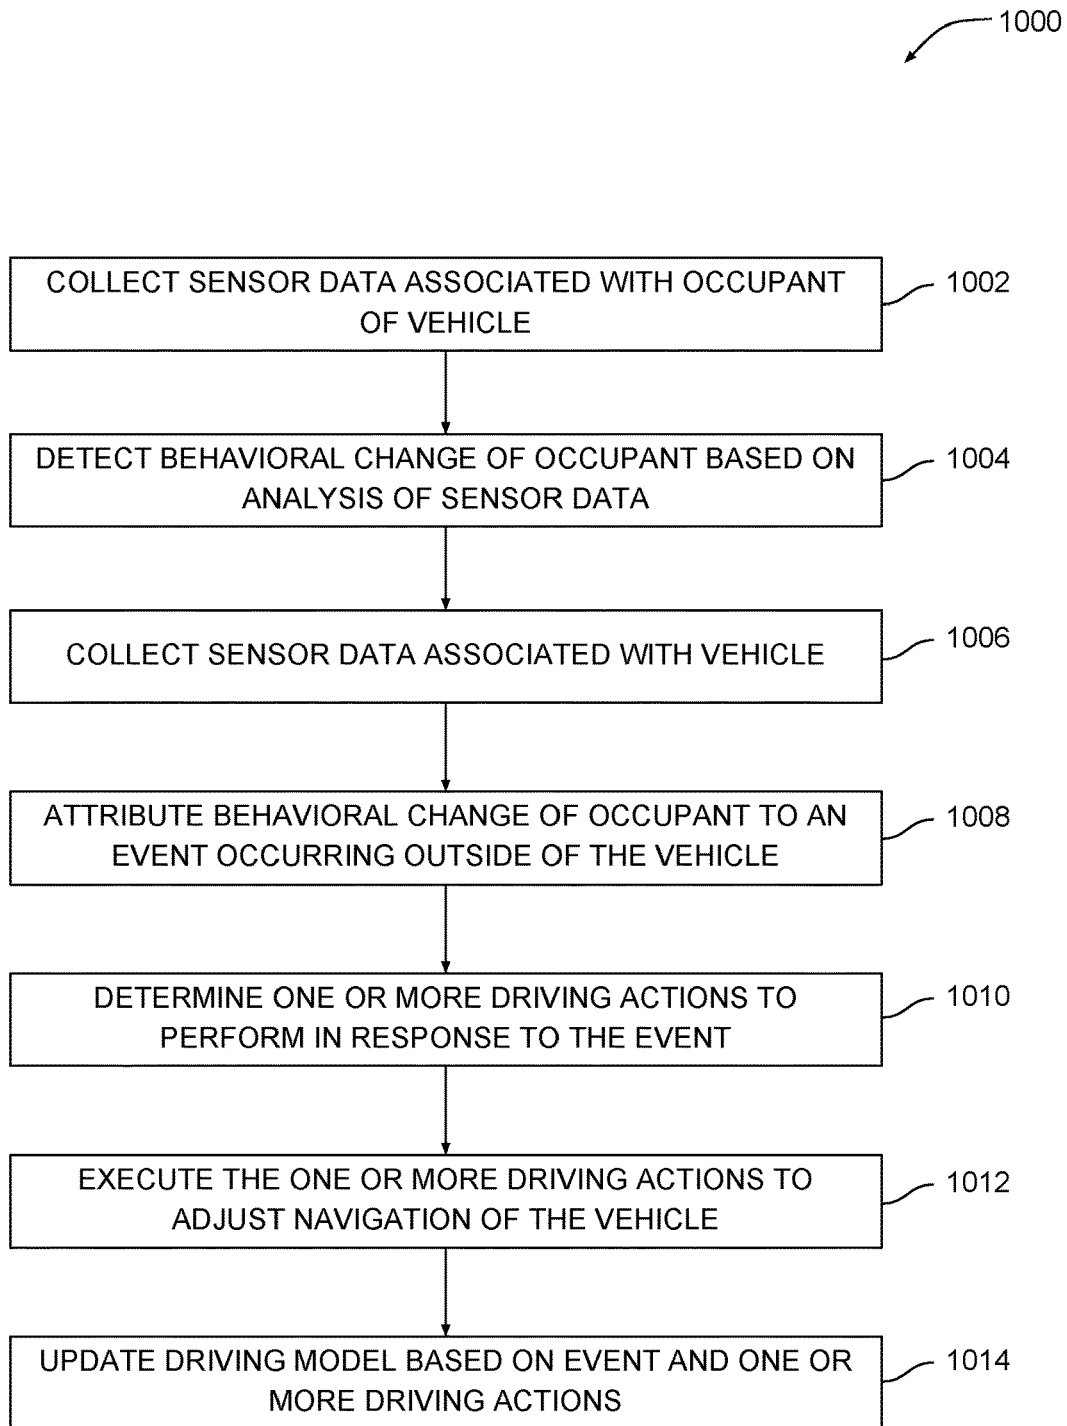 1000
COLLECT SENSOR DATA ASSOCIATED WITH OCCUPANT
OF VEHICLE
1002
DETECT BEHAVIORAL CHANGE OF OCCUPANT BASED ON
ANALYSIS OF SENSOR DATA
1004
COLLECT SENSOR DATA ASSOCIATED WITH VEHICLE
1006
ATTRIBUTE BEHAVIORAL CHANGE OF OCCUPANT TO AN
EVENT OCCURRING OUTSIDE OF THE VEHICLE
1008
DETERMINE ONE OR MORE DRIVING ACTIONS TO
PERFORM IN RESPONSE TO THE EVENT
1010
EXECUTE THE ONE OR MORE DRIVING ACTIONS TO
ADJUST NAVIGATION OF THE VEHICLE
1012
UPDATE DRIVING MODEL BASED ON EVENT AND ONE OR
MORE DRIVING ACTIONS
1014